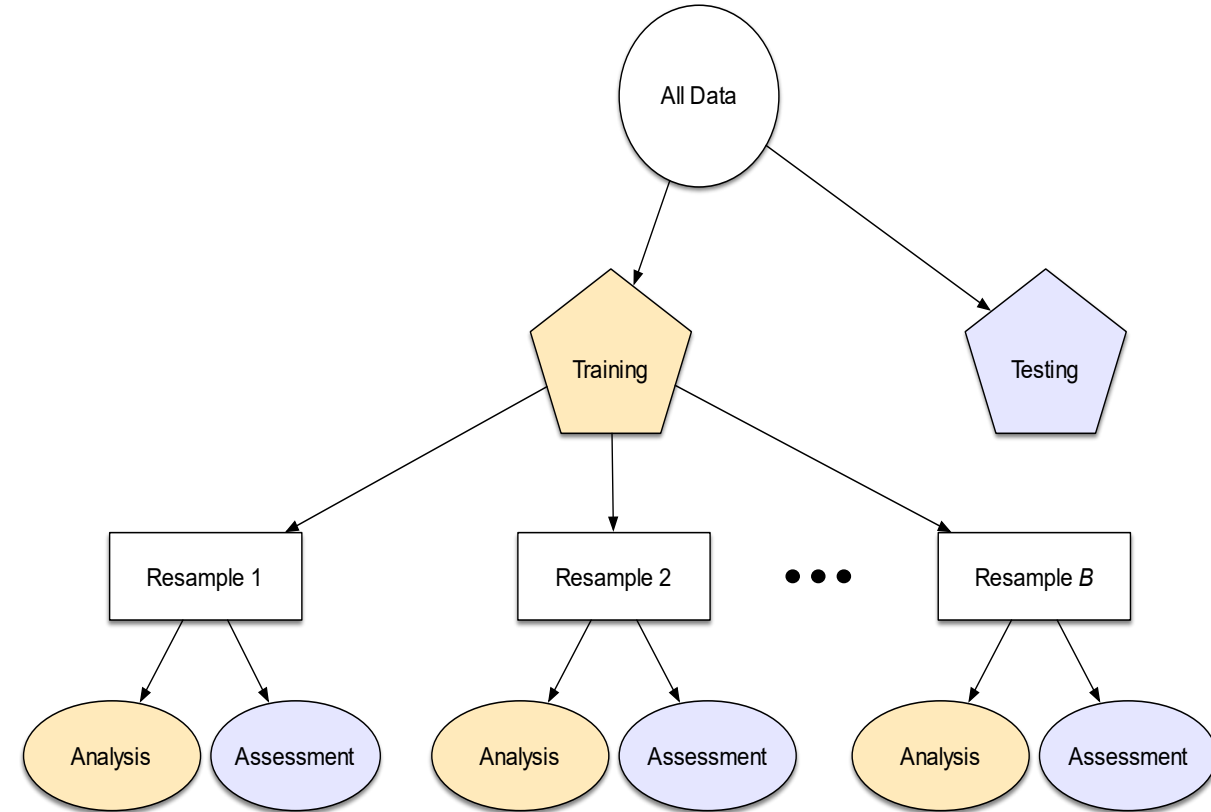 All Data
Training
Testing
Resample 1
Resample 2
Resample B
Analysis
Assessment
Analysis
Assessment
Analysis
Assessment